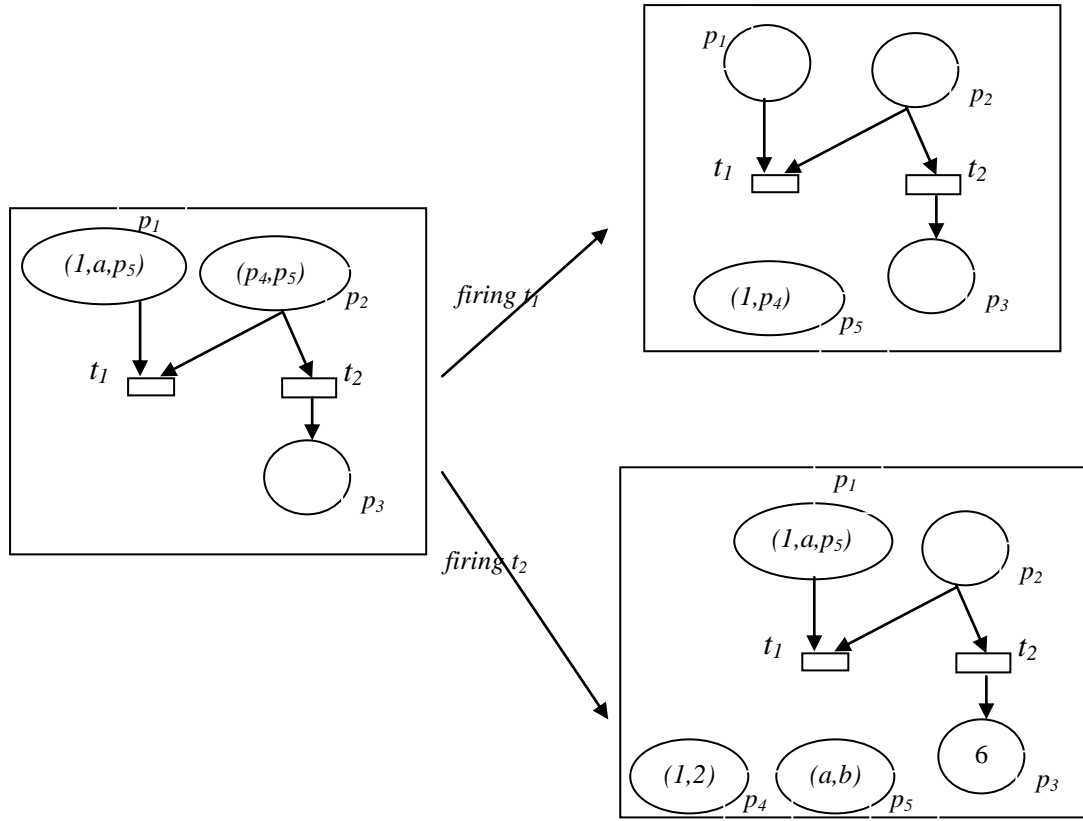 p1
(1,a,p5)
(p4,p5)
p2
t1
t2
p3
firing t1
firing t2
p1
p2
t1
t2
(1,p4)
p5
p3
p1
(1,a,p5)
p2
t1
t2
6
p3
(1,2)
p4
(a,b)
p5